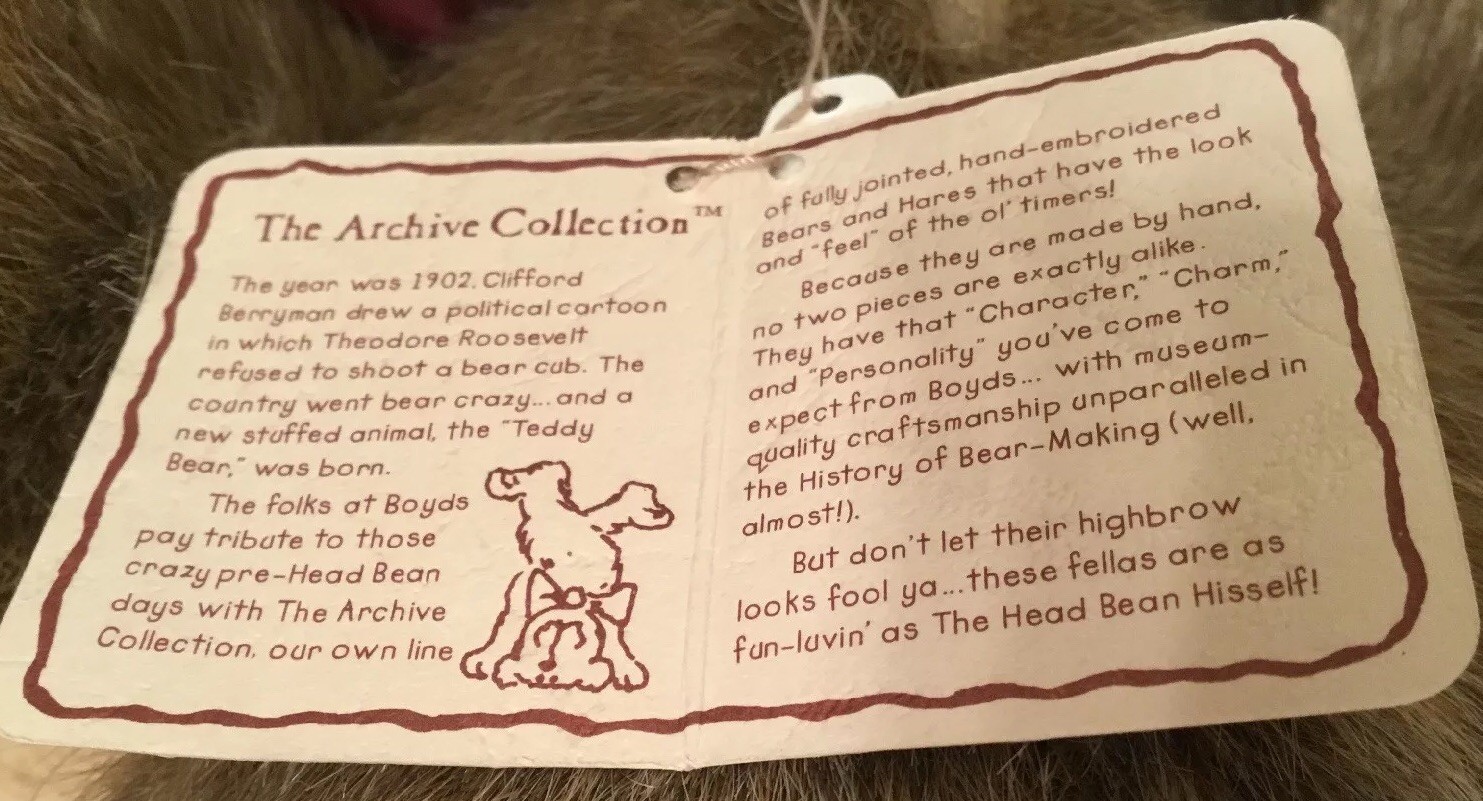 The Archive Collection™
The year was 1902. Clifford
Berryman drew a political cartoon
in which Theodore Roosevelt
refused to shoot a bear cub. The
country went bear crazy...and a
new stuffed animal, the "Teddy
Bear," was born.
The folks at Boyds
pay tribute to those
crazy pre-Head Bean
days with The Archive
Collection, our own line
of fully jointed, hand-embroidered
Bears and Hares that have the look
and "feel" of the ol' timers!
Because they are made by hand,
no two pieces are exactly alike.
They have that "Character," "Charm,"
and "Personality" you've come to
expect from Boyds... with museum-
quality craftsmanship unparalleled in
the History of Bear-Making (well,
almost!).
But don't let their highbrow
looks fool ya...these fellas are as
fun-luvin' as The Head Bean Hisself!